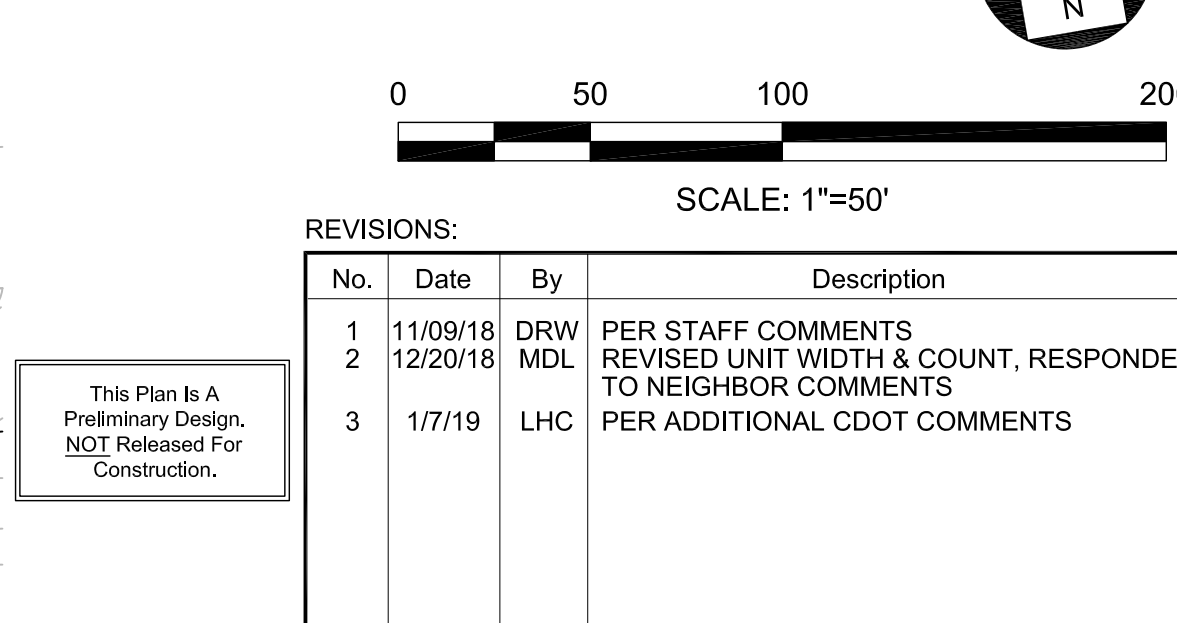 N
0 50 100
SCALE: 1"=50'
REVISIONS:
No. Date By Description
1 11/09/18 DRW PER STAFF COMMENTS
2 12/20/18 MDL REVISED UNIT WIDTH & COUNT, RESPONDE
TO NEIGHBOR COMMENTS
3 1/7/19 LHC PER ADDITIONAL CDOT COMMENTS
This Plan Is A
Preliminary Design.
NOT Released For
Construction.